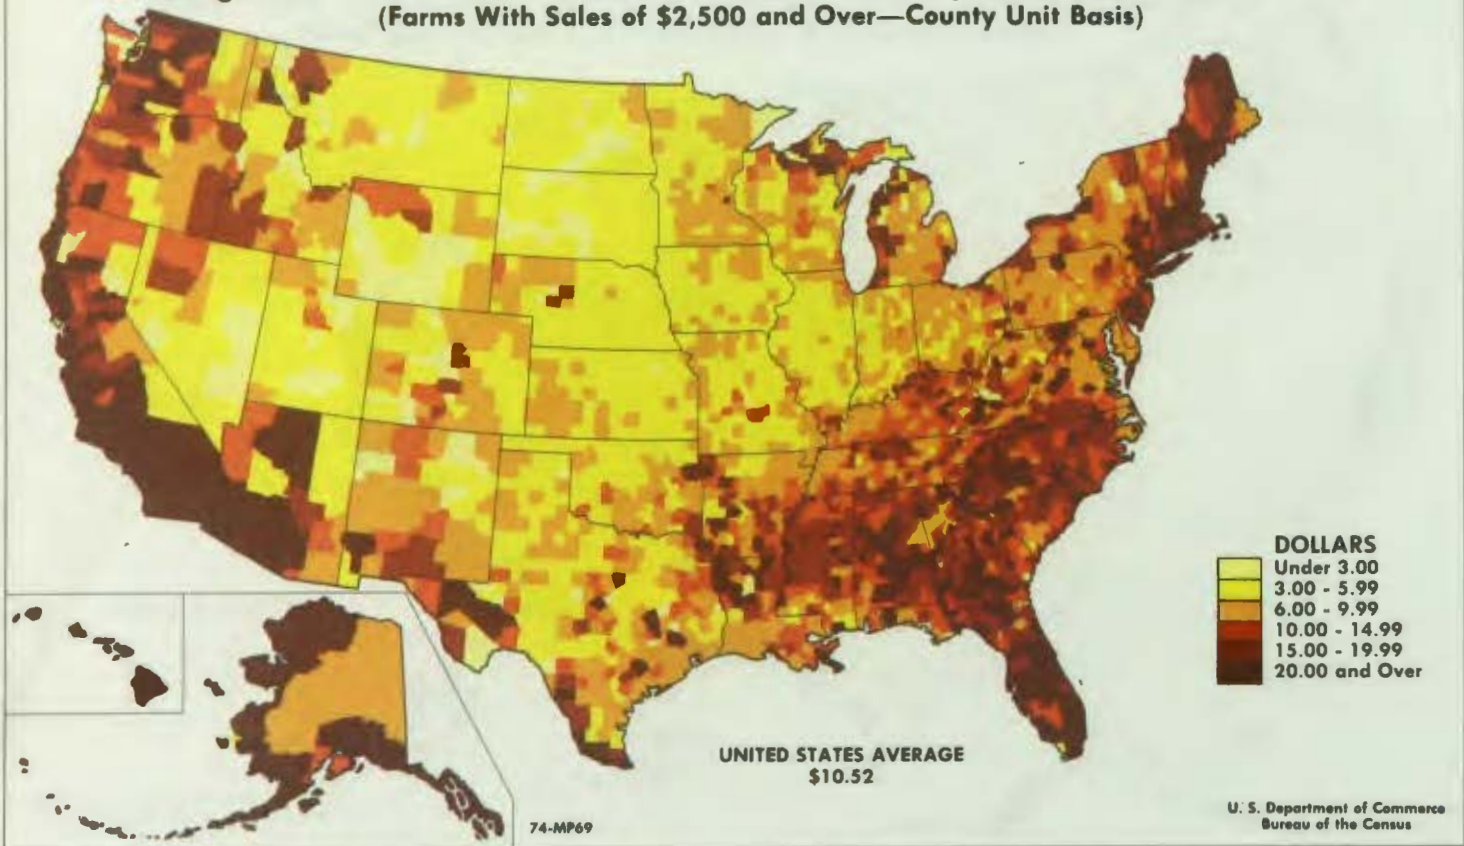 (Farms With Sales of $2,500 and Over—County Unit Basis)
DOLLARS
Under 3.00
3.00 - 5.99
6.00 - 9.99
10.00 - 14.99
15.00 - 19.99
20.00 and Over
UNITED STATES AVERAGE
$10.52
74-MP69
U. S. Department of Commerce
Bureau of the Census